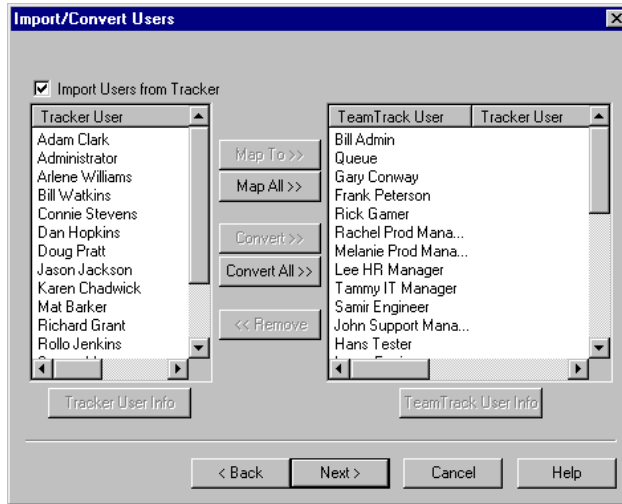 Import/Convert Users
Import Users from Tracker
Tracker User
Adam Clark
Administrator
Arlene Williams
Bill Watkins
Connie Stevens
Dan Hopkins
Doug Pratt
Jason Jackson
Karen Chadwick
Mat Barker
Richard Grant
Rollo Jenkins
Map To >>
Map All >>
Convert >>
Convert All >>
<< Remove
TeamTrack User Tracker User
Bill Admin
Queue
Gary Conway
Frank Peterson
Rick Gamer
Rachel Prod Mana...
Melanie Prod Mana...
Lee HR Manager
Tammy IT Manager
Samir Engineer
John Support Mana...
Hans Tester
Tracker User Info
TeamTrack User Info
< Back
Next >
Cancel
Help